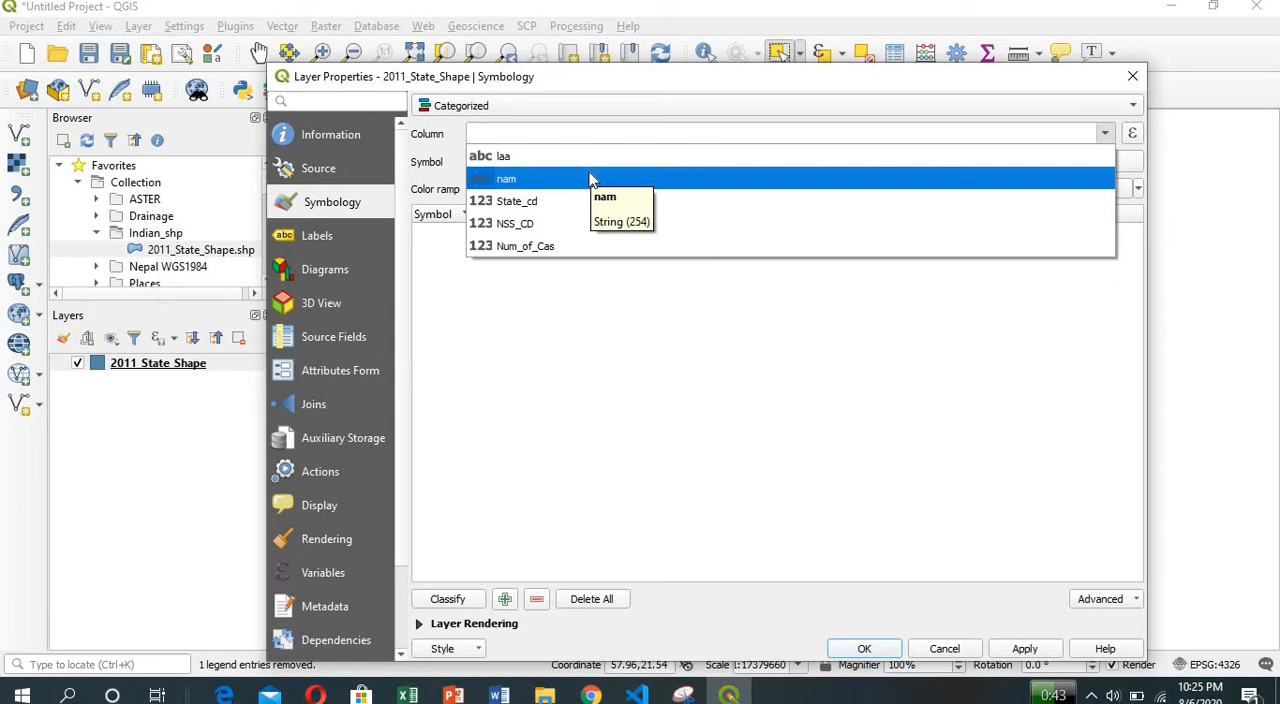 *Untitled Project - QGIS
Project Edit View Layer Settings Plugins Vector Raster Database Web Geoscience SCP Processing Help
Layer Properties - 2011_State_Shape | Symbology
Categorized
Column
Symbol
Color ramp
Symbol
abc laa
abc nam
123 State_cd
123 NSS_CD
123 Num_of_Cas
nam
String (254)
Browser
Favorites
Collection
ASTER
Drainage
Indian_shp
2011_State_Shape.shp
Nepal WGS1984
Places
Layers
2011 State Shape
Information
Source
Symbology
abc Labels
Diagrams
3D View
Source Fields
Attributes Form
Joins
Auxiliary Storage
Actions
Display
Rendering
Variables
Metadata
Dependencies
Classify
Delete All
Advanced
Layer Rendering
Style
OK
Cancel
Apply
Help
Type to locate (Ctrl+K)
1 legend entries removed.
Coordinate 57.96,21.54
Scale 1:17379660
Magnifier 100%
Rotation 0.0 °
Render
EPSG:4326
0:43
10:25 PM
8/6/2020